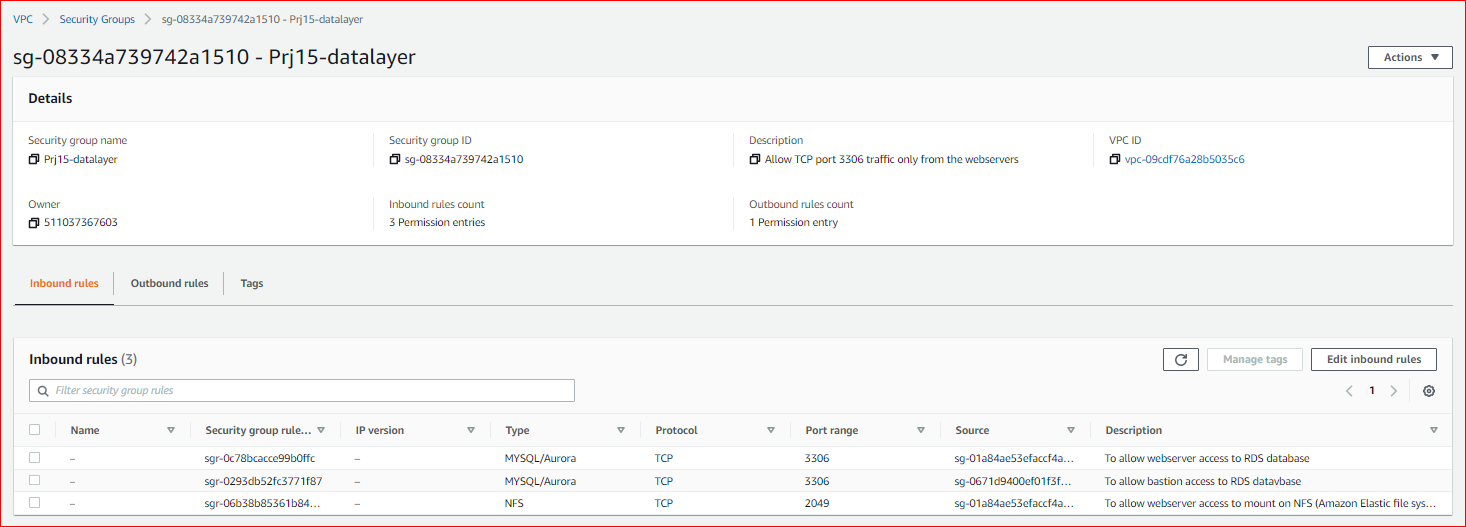 VPC > Security Groups > sg-08334a739742a1510 - Prj15-datalayer
sg-08334a739742a1510 - Prj15-datalayer
Actions
Details
Security group name Security group ID Description VPC ID
Prj15-datalayer sg-08334a739742a1510 Allow TCP port 3306 traffic only from the webservers vpc-09cdf76a28b5035c6
Owner Inbound rules count Outbound rules count
511037367603 3 Permission entries 1 Permission entry
Inbound rules Outbound rules Tags
Inbound rules (3) Manage tags Edit inbound rules
Filter security group rules 1
Name Security group rule... IP version Type Protocol Port range Source Description
– sgr-0c78bcacce99b0ffc – MYSQL/Aurora TCP 3306 sg-01a84ae53efaccf4a... To allow webserver access to RDS database
– sgr-0293db52fc3771f87 – MYSQL/Aurora TCP 3306 sg-0671d9400ef01f3f... To allow bastion access to RDS datavbase
– sgr-06b38b85361b84... – NFS TCP 2049 sg-01a84ae53efaccf4a... To allow webserver access to mount on NFS (Amazon Elastic file sys...